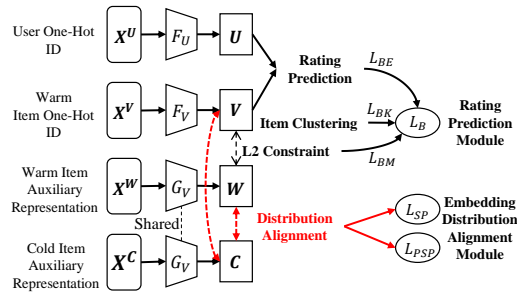 User One-Hot
ID
X^U
F_U
U
Warm
Item One-Hot
ID
X^V
F_V
V
Warm Item
Auxiliary
Representation
X^W
G_V
W
Shared
Cold Item
Auxiliary
Representation
X^C
G_V
C
Rating
Prediction
Item Clustering
L2 Constraint
Distribution
Alignment
L_BE
L_BK
L_BM
L_B
Rating
Prediction
Module
L_SP
L_PSP
Embedding
Distribution
Alignment
Module